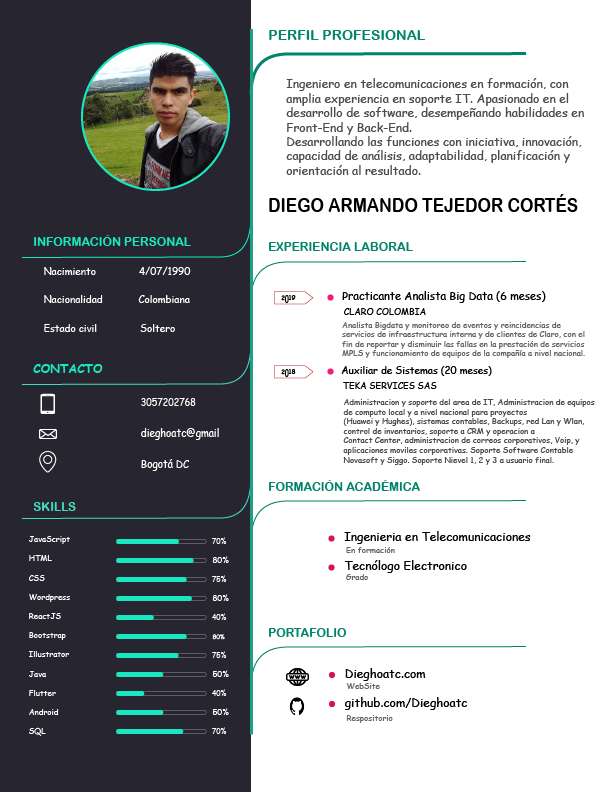 PERFIL PROFESIONAL
Ingeniero en telecomunicaciones en formación, con
amplia experiencia en soporte IT. Apasionado en el
desarrollo de software, desempeñando habilidades en
Front-End y Back-End.
Desarrollando las funciones con iniciativa, innovación,
capacidad de análisis, adaptabilidad, planificación y
orientación al resultado.
DIEGO ARMANDO TEJEDOR CORTÉS
INFORMACIÓN PERSONAL
Nacimiento 4/07/1990
Nacionalidad Colombiana
Estado civil Soltero
CONTACTO
3057202768
dieghoatc@gmail
Bogotá DC
SKILLS
JavaScript 70%
HTML 80%
CSS 75%
Wordpress 80%
ReactJS 40%
Bootstrap 80%
Illustrator 75%
Java 50%
Flutter 40%
Android 50%
SQL 70%
EXPERIENCIA LABORAL
2019 Practicante Analista Big Data (6 meses)
CLARO COLOMBIA
Analista Bigdata y monitoreo de eventos y reincidencias de
servicios de infraestructura interna y de clientes de Claro, con el
fin de reportar y disminuir las fallas en la prestación de servicios
MPLS y funcionamiento de equipos de la compañía a nivel nacional.
2018 Auxiliar de Sistemas (20 meses)
TEKA SERVICES SAS
Administracion y soporte del area de IT, Administracion de equipos
de computo local y a nivel nacional para proyectos
(Huawei y Hughes), sistemas contables, Backups, red Lan y Wlan,
control de inventarios, soporte a CRM y operacion a
Contact Center, administracion de correos corporativos, Voip, y
aplicaciones moviles corporativas. Soporte Software Contable
Novasoft y Siggo. Soporte Nievel 1, 2 y 3 a usuario final.
FORMACIÓN ACADÉMICA
Ingenieria en Telecomunicaciones
En formación
Tecnólogo Electronico
Grado
PORTAFOLIO
WWW Dieghoatc.com
WebSite
github.com/Dieghoatc
Respositorio